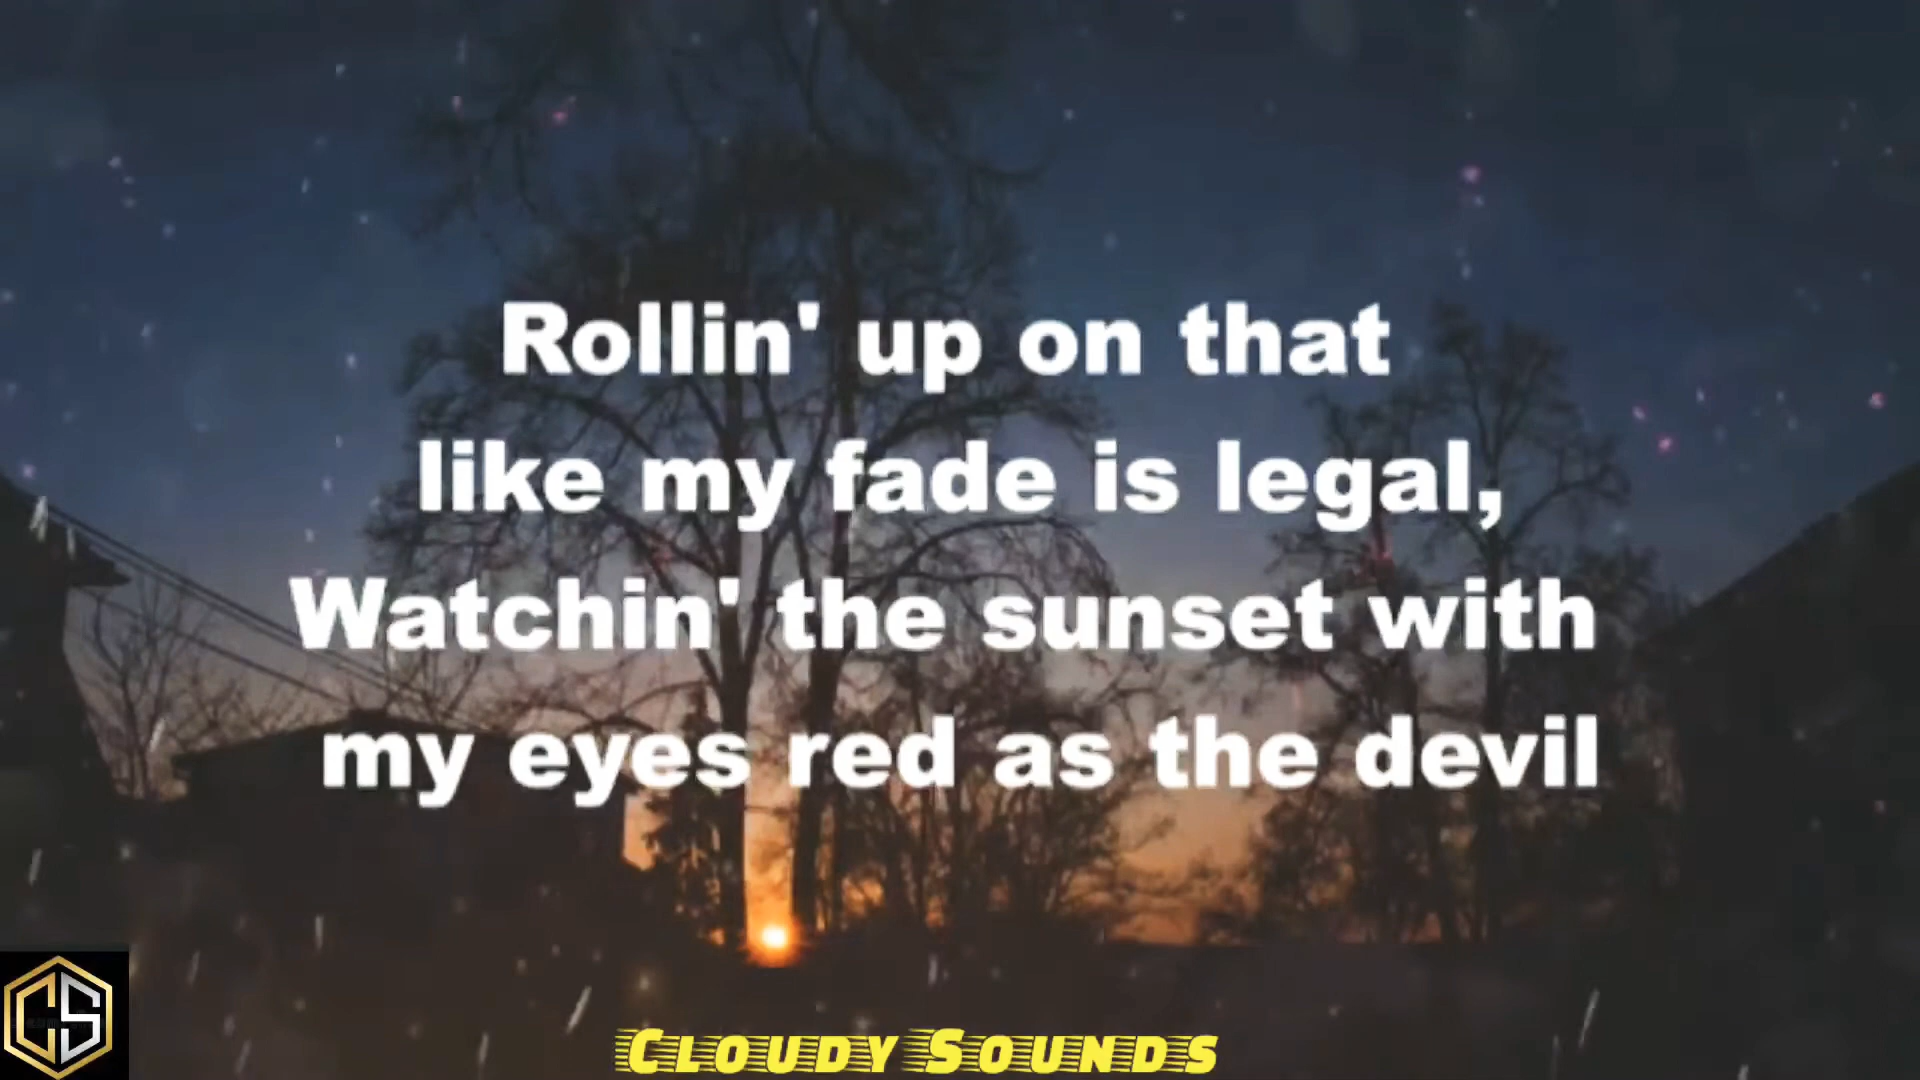 Rollin' up on that
like my fade is legal,
Watchin' the sunset with
my eyes red as the devil
CS
Cloudy Sounds